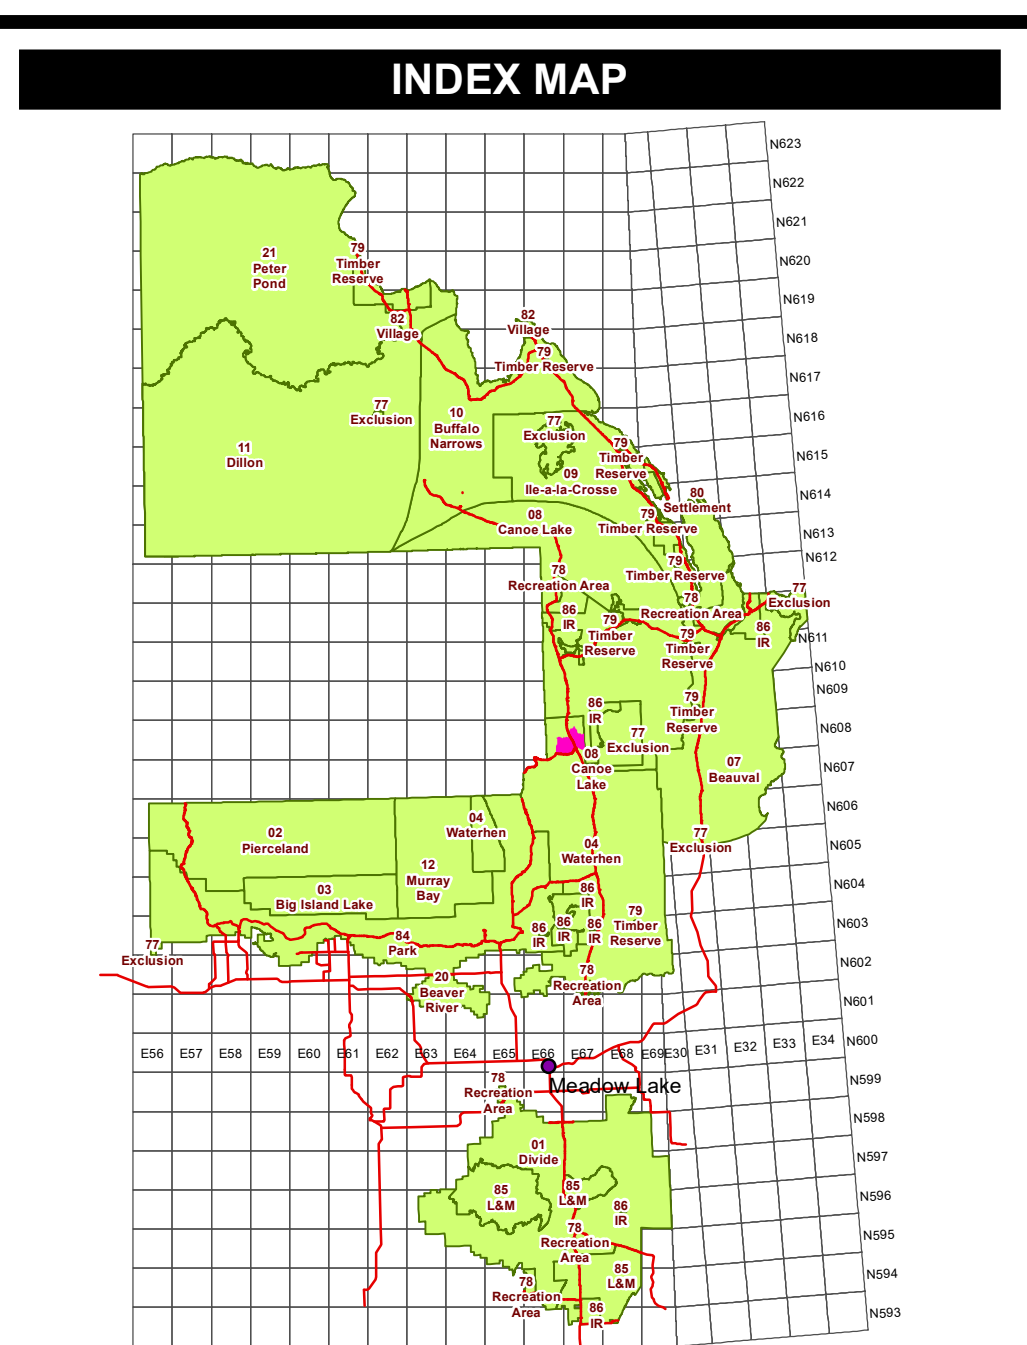 INDEX MAP
N623
N622
N621
N620
N619
N618
N617
N616
N615
N614
N613
N612
N611
N610
N609
N608
N607
N606
N605
N604
N603
N602
N601
N600
N599
N598
N597
N596
N595
N594
N593
21
Peter
Pond
79
Timber
Reserve
82
Village
82
Village
79
Timber Reserve
77
Exclusion
10
Buffalo
Narrows
77
Exclusion
11
Dillon
79
Timber
Reserve
09
Ile-a-la-Crosse
80
Settlement
08
Canoe Lake
79
Timber Reserve
79
Timber Reserve
78
Recreation Area
77
Exclusion
78
Recreation Area
86
IR
79
Timber
Reserve
79
Timber
Reserve
86
IR
86
IR
79
Timber
Reserve
77
Exclusion
08
Canoe
Lake
07
Beauval
04
Waterhen
02
Pierceland
77
Exclusion
04
Waterhen
12
Murray
Bay
03
Big Island Lake
86
IR
79
Timber
Reserve
86
IR
86
IR
86
IR
84
Park
77
Exclusion
20
Beaver
River
78
Recreation
Area
E56 E57 E58 E59 E60 E61 E62 E63 E64 E65 E66 E67 E68 E69 E30 E31 E32 E33 E34
Meadow Lake
78
Recreation
Area
01
Divide
85
L&M
85
L&M
86
IR
78
Recreation
Area
85
L&M
78
Recreation
Area
86
IR